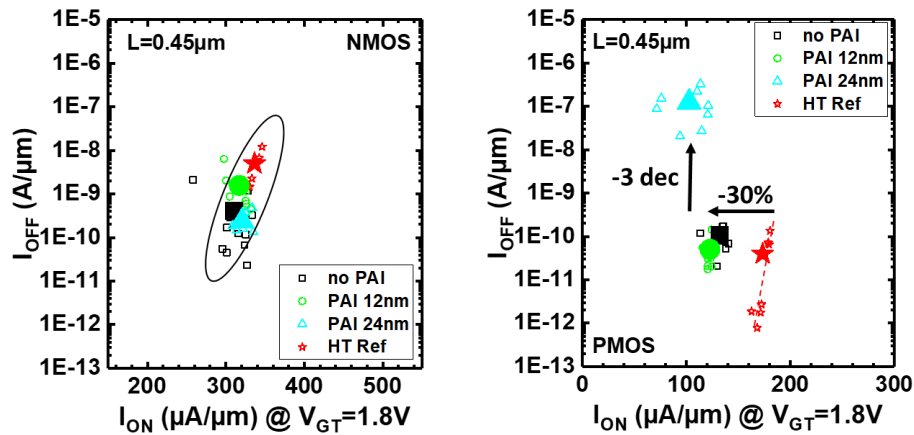 L=0.45µm NMOS
1E-5
1E-6
1E-7
1E-8
1E-9
1E-10
1E-11
1E-12
1E-13
I_OFF (A/µm)
no PAI
PAI 12nm
PAI 24nm
HT Ref
200 300 400 500
I_ON (µA/µm) @ V_GT=1.8V
L=0.45µm
no PAI
PAI 12nm
PAI 24nm
HT Ref
1E-5
1E-6
1E-7
1E-8
1E-9
1E-10
1E-11
1E-12
1E-13
I_OFF (A/µm)
-3 dec
-30%
PMOS
0 100 200 300
I_ON (µA/µm) @ V_GT=1.8V